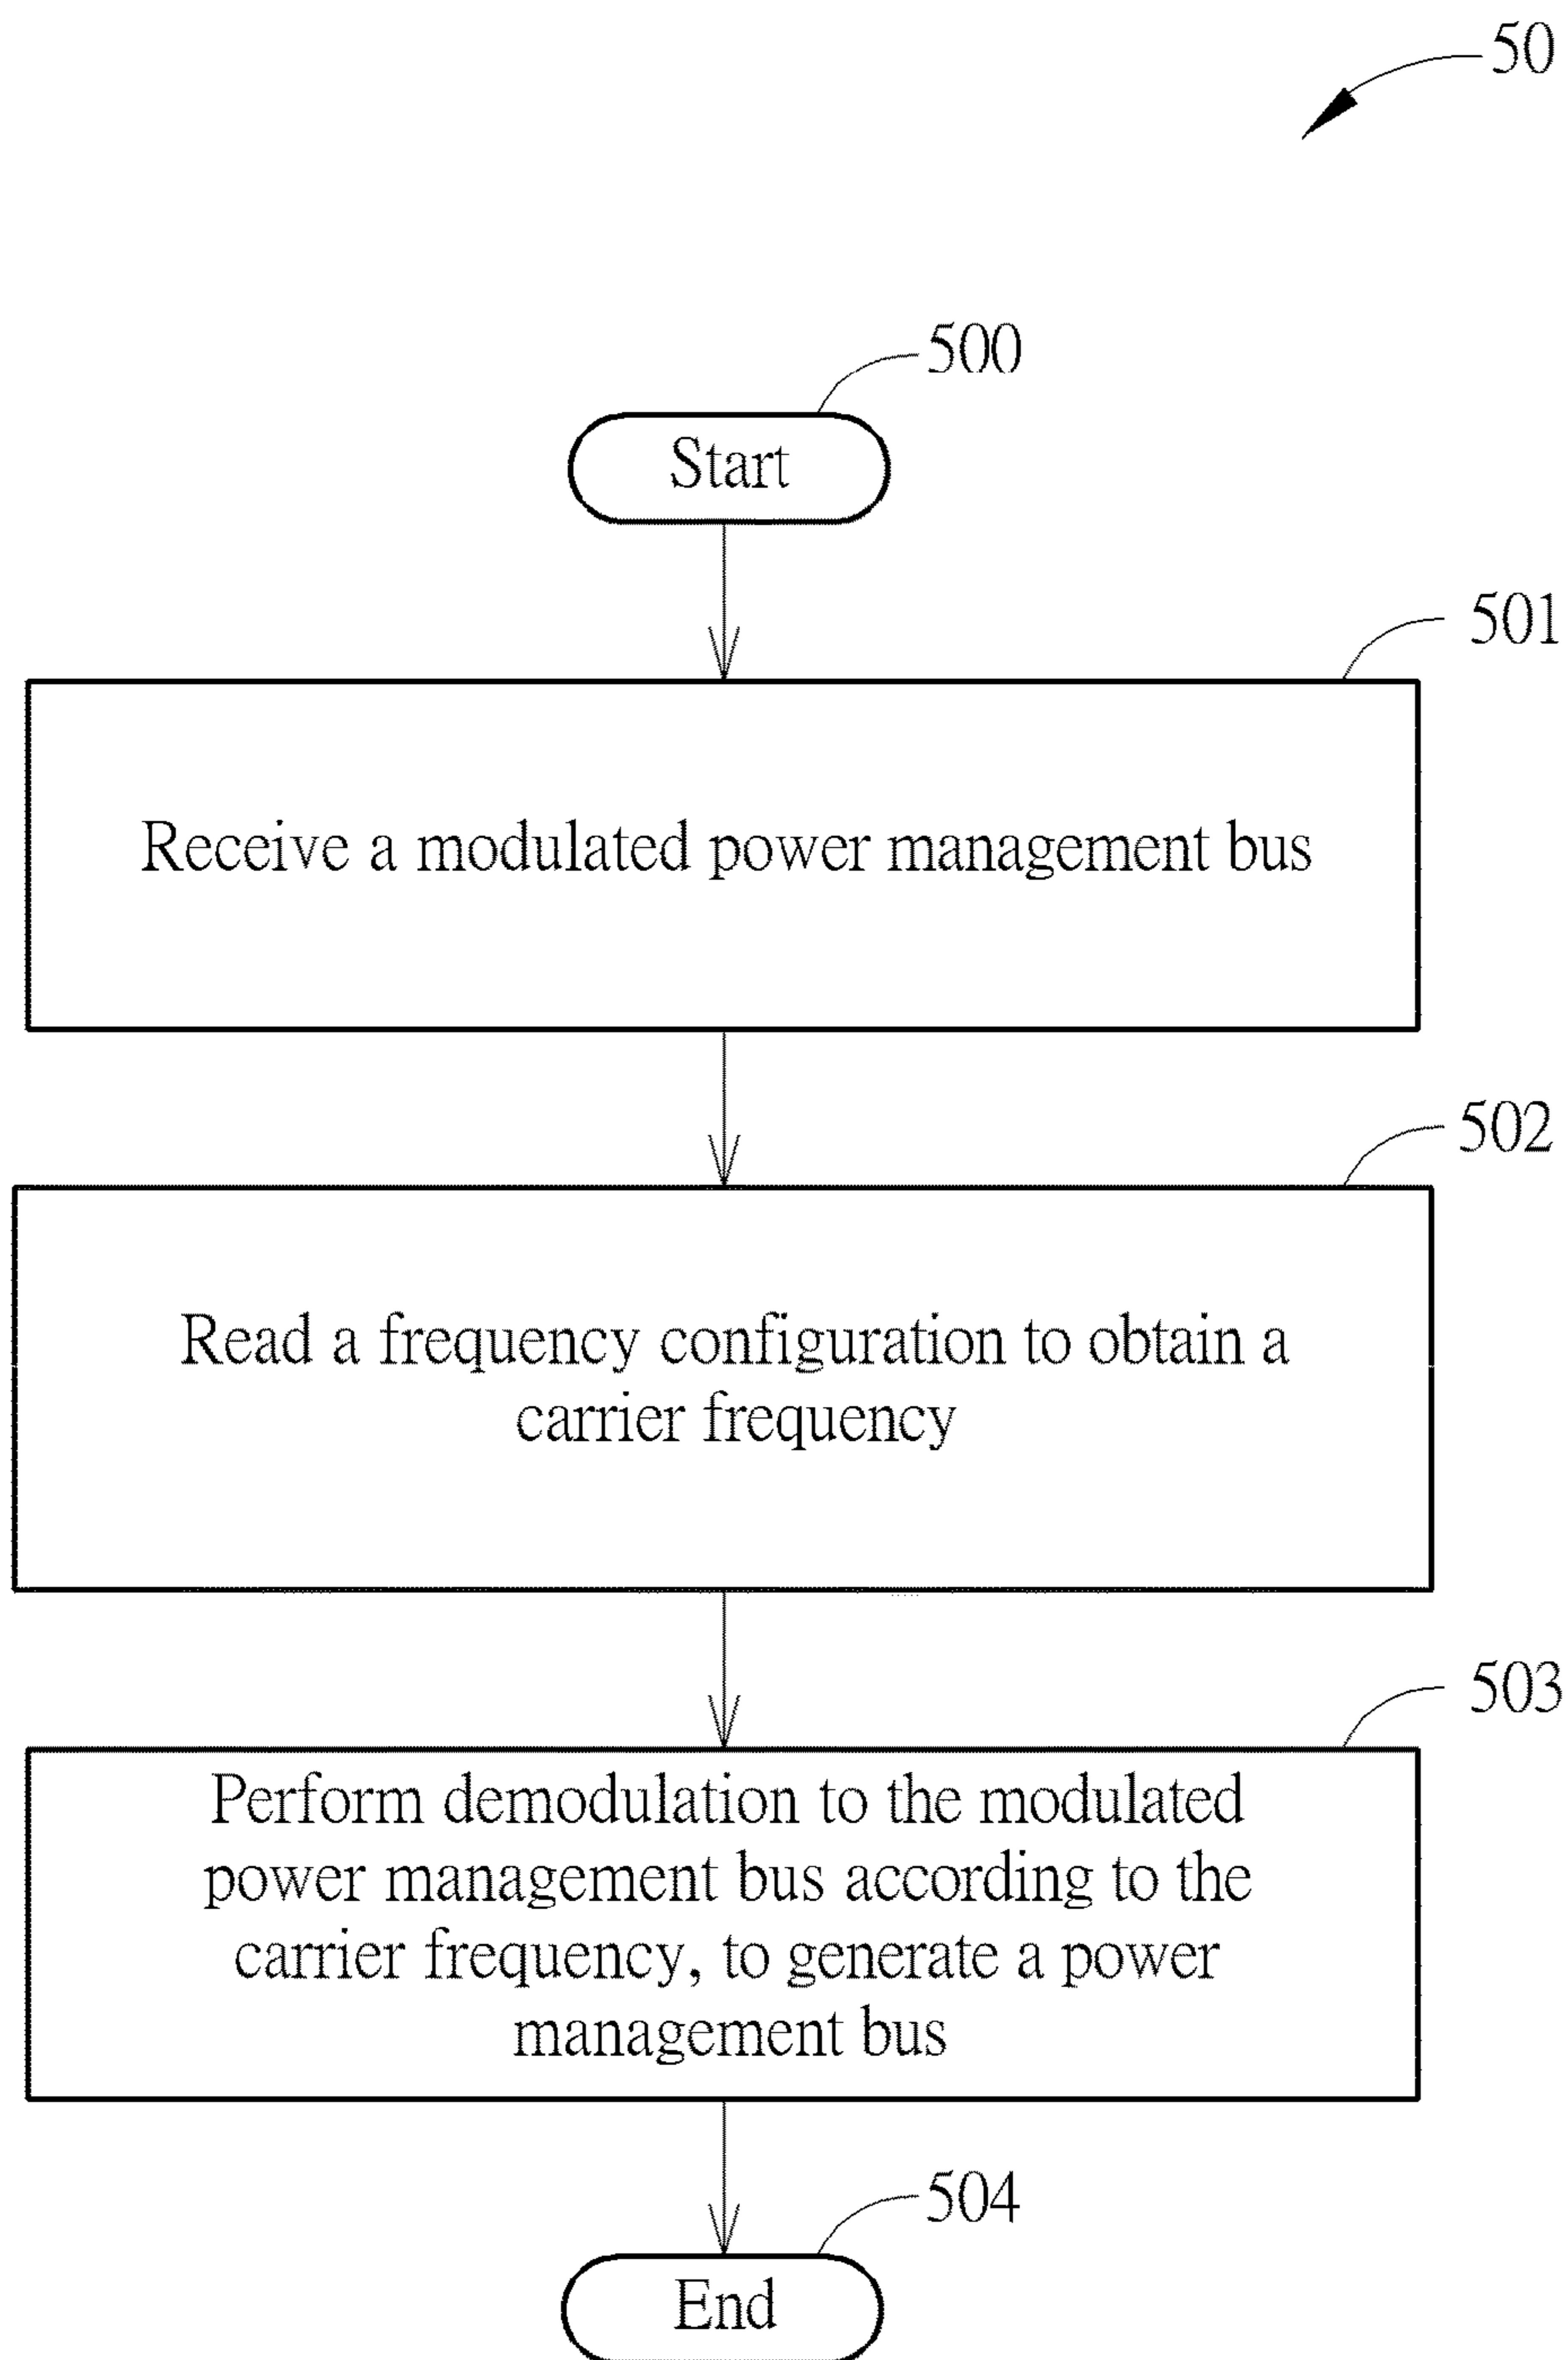 50
500
Start
501
Receive a modulated power management bus
502
Read a frequency configuration to obtain a
carrier frequency
503
Perform demodulation to the modulated
power management bus according to the
carrier frequency, to generate a power
management bus
504
End